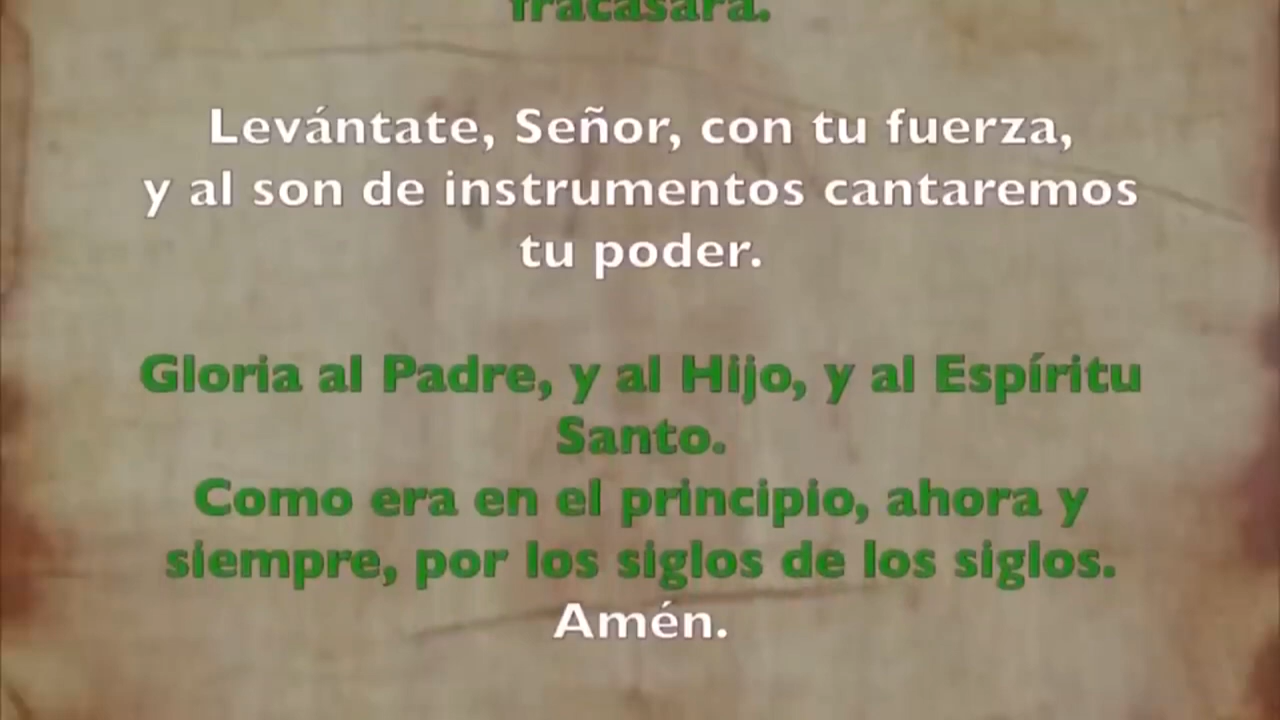 fracasará.
Levántate, Señor, con tu fuerza,
y al son de instrumentos cantaremos
tu poder.
Gloria al Padre, y al Hijo, y al Espíritu
Santo.
Como era en el principio, ahora y
siempre, por los siglos de los siglos.
Amén.